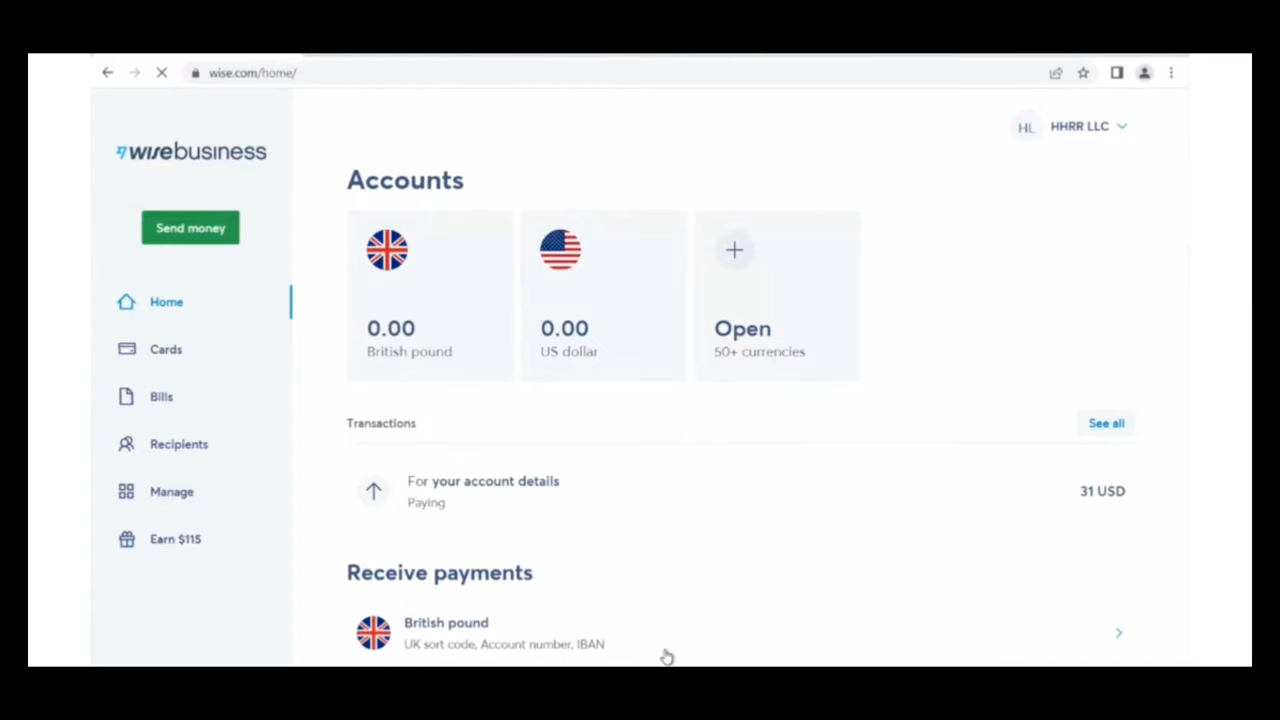 wise.com/home/
wisebusiness
HL HHRR LLC
Send money
Home
Cards
Bills
Recipients
Manage
Earn $115
Accounts
0.00
British pound
0.00
US dollar
Open
50+ currencies
Transactions
See all
For your account details
Paying
31 USD
Receive payments
British pound
UK sort code, Account number, IBAN